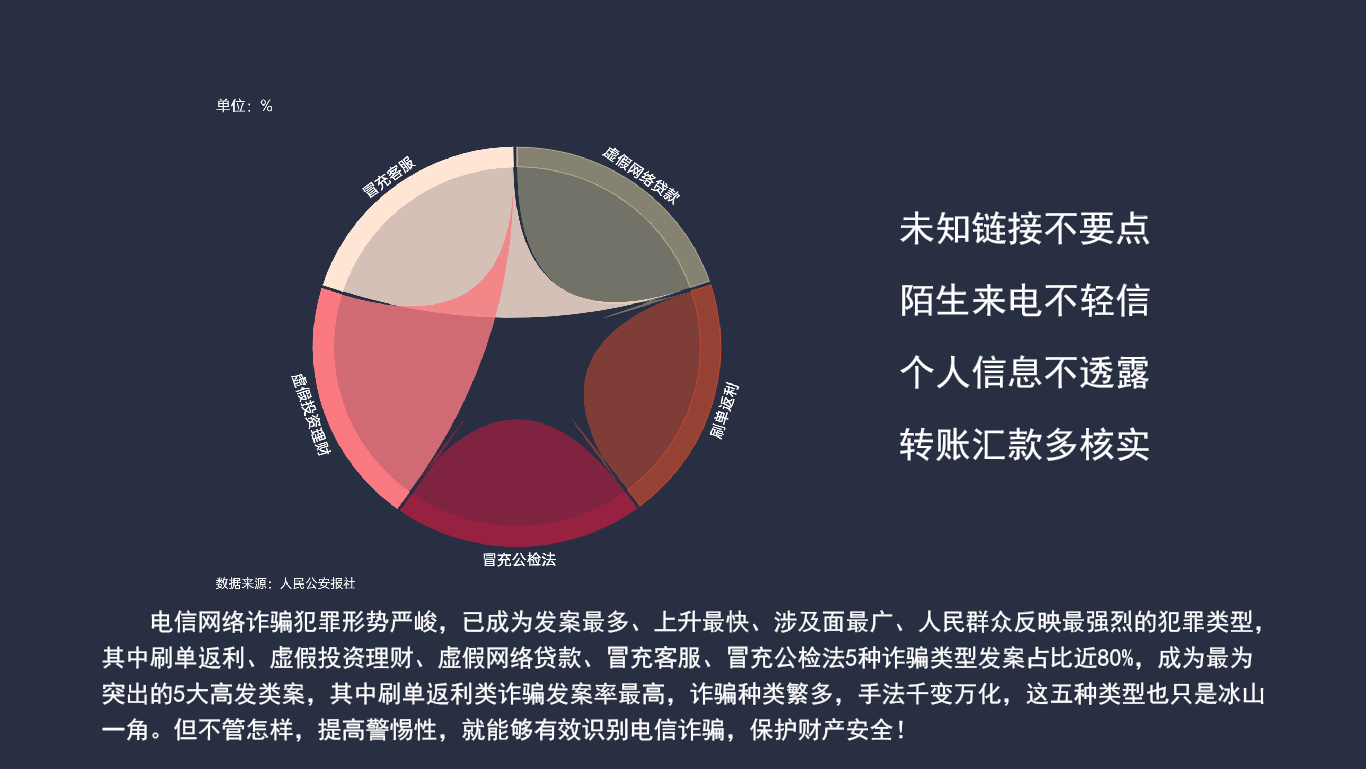 单位：%
冒充客服
虚假网络贷款
虚假投资理财
刷单返利
冒充公检法
未知链接不要点
陌生来电不轻信
个人信息不透露
转账汇款多核实
数据来源：人民公安报社
电信网络诈骗犯罪形势严峻，已成为发案最多、上升最快、涉及面最广、人民群众反映最强烈的犯罪类型，
其中刷单返利、虚假投资理财、虚假网络贷款、冒充客服、冒充公检法5种诈骗类型发案占比近80%，成为最为
突出的5大高发类案，其中刷单返利类诈骗发案率最高，诈骗种类繁多，手法千变万化，这五种类型也只是冰山
一角。但不管怎样，提高警惕性，就能够有效识别电信诈骗，保护财产安全！